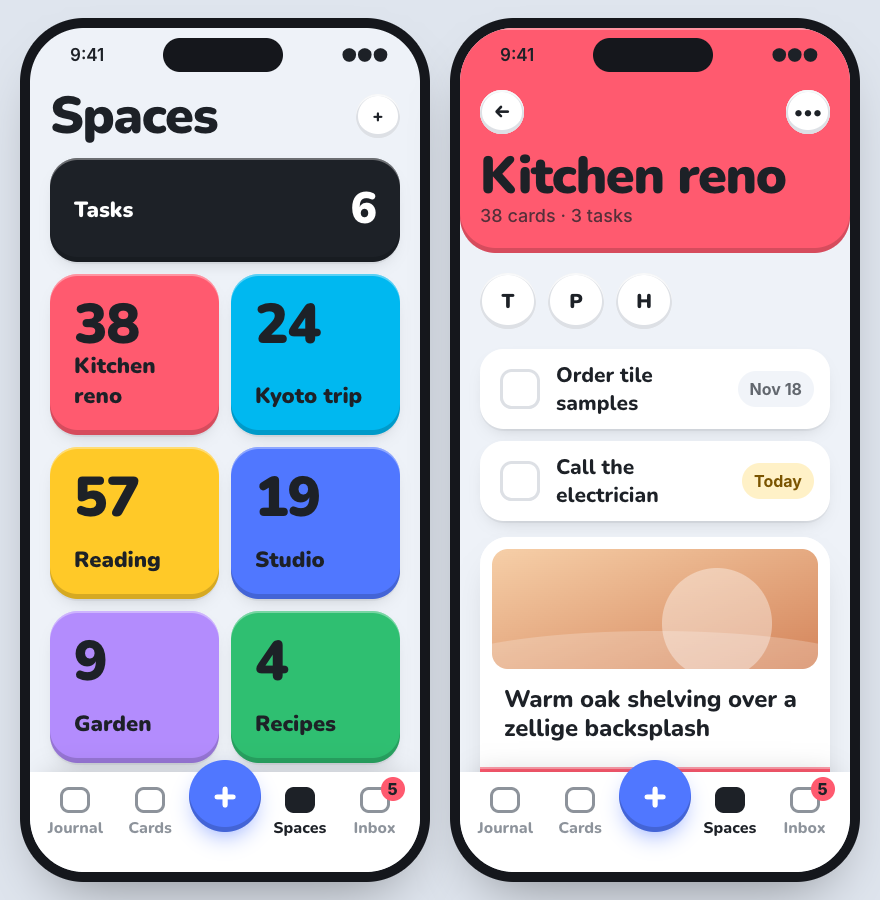 9:41
Spaces
+
Tasks 6
38
Kitchen
reno
24
Kyoto trip
57
Reading
19
Studio
9
Garden
4
Recipes
+
5
Journal Cards Spaces Inbox
9:41
Kitchen reno
38 cards · 3 tasks
T P H
Order tile
samples
Nov 18
Call the
electrician
Today
Warm oak shelving over a
zellige backsplash
+
5
Journal Cards Spaces Inbox